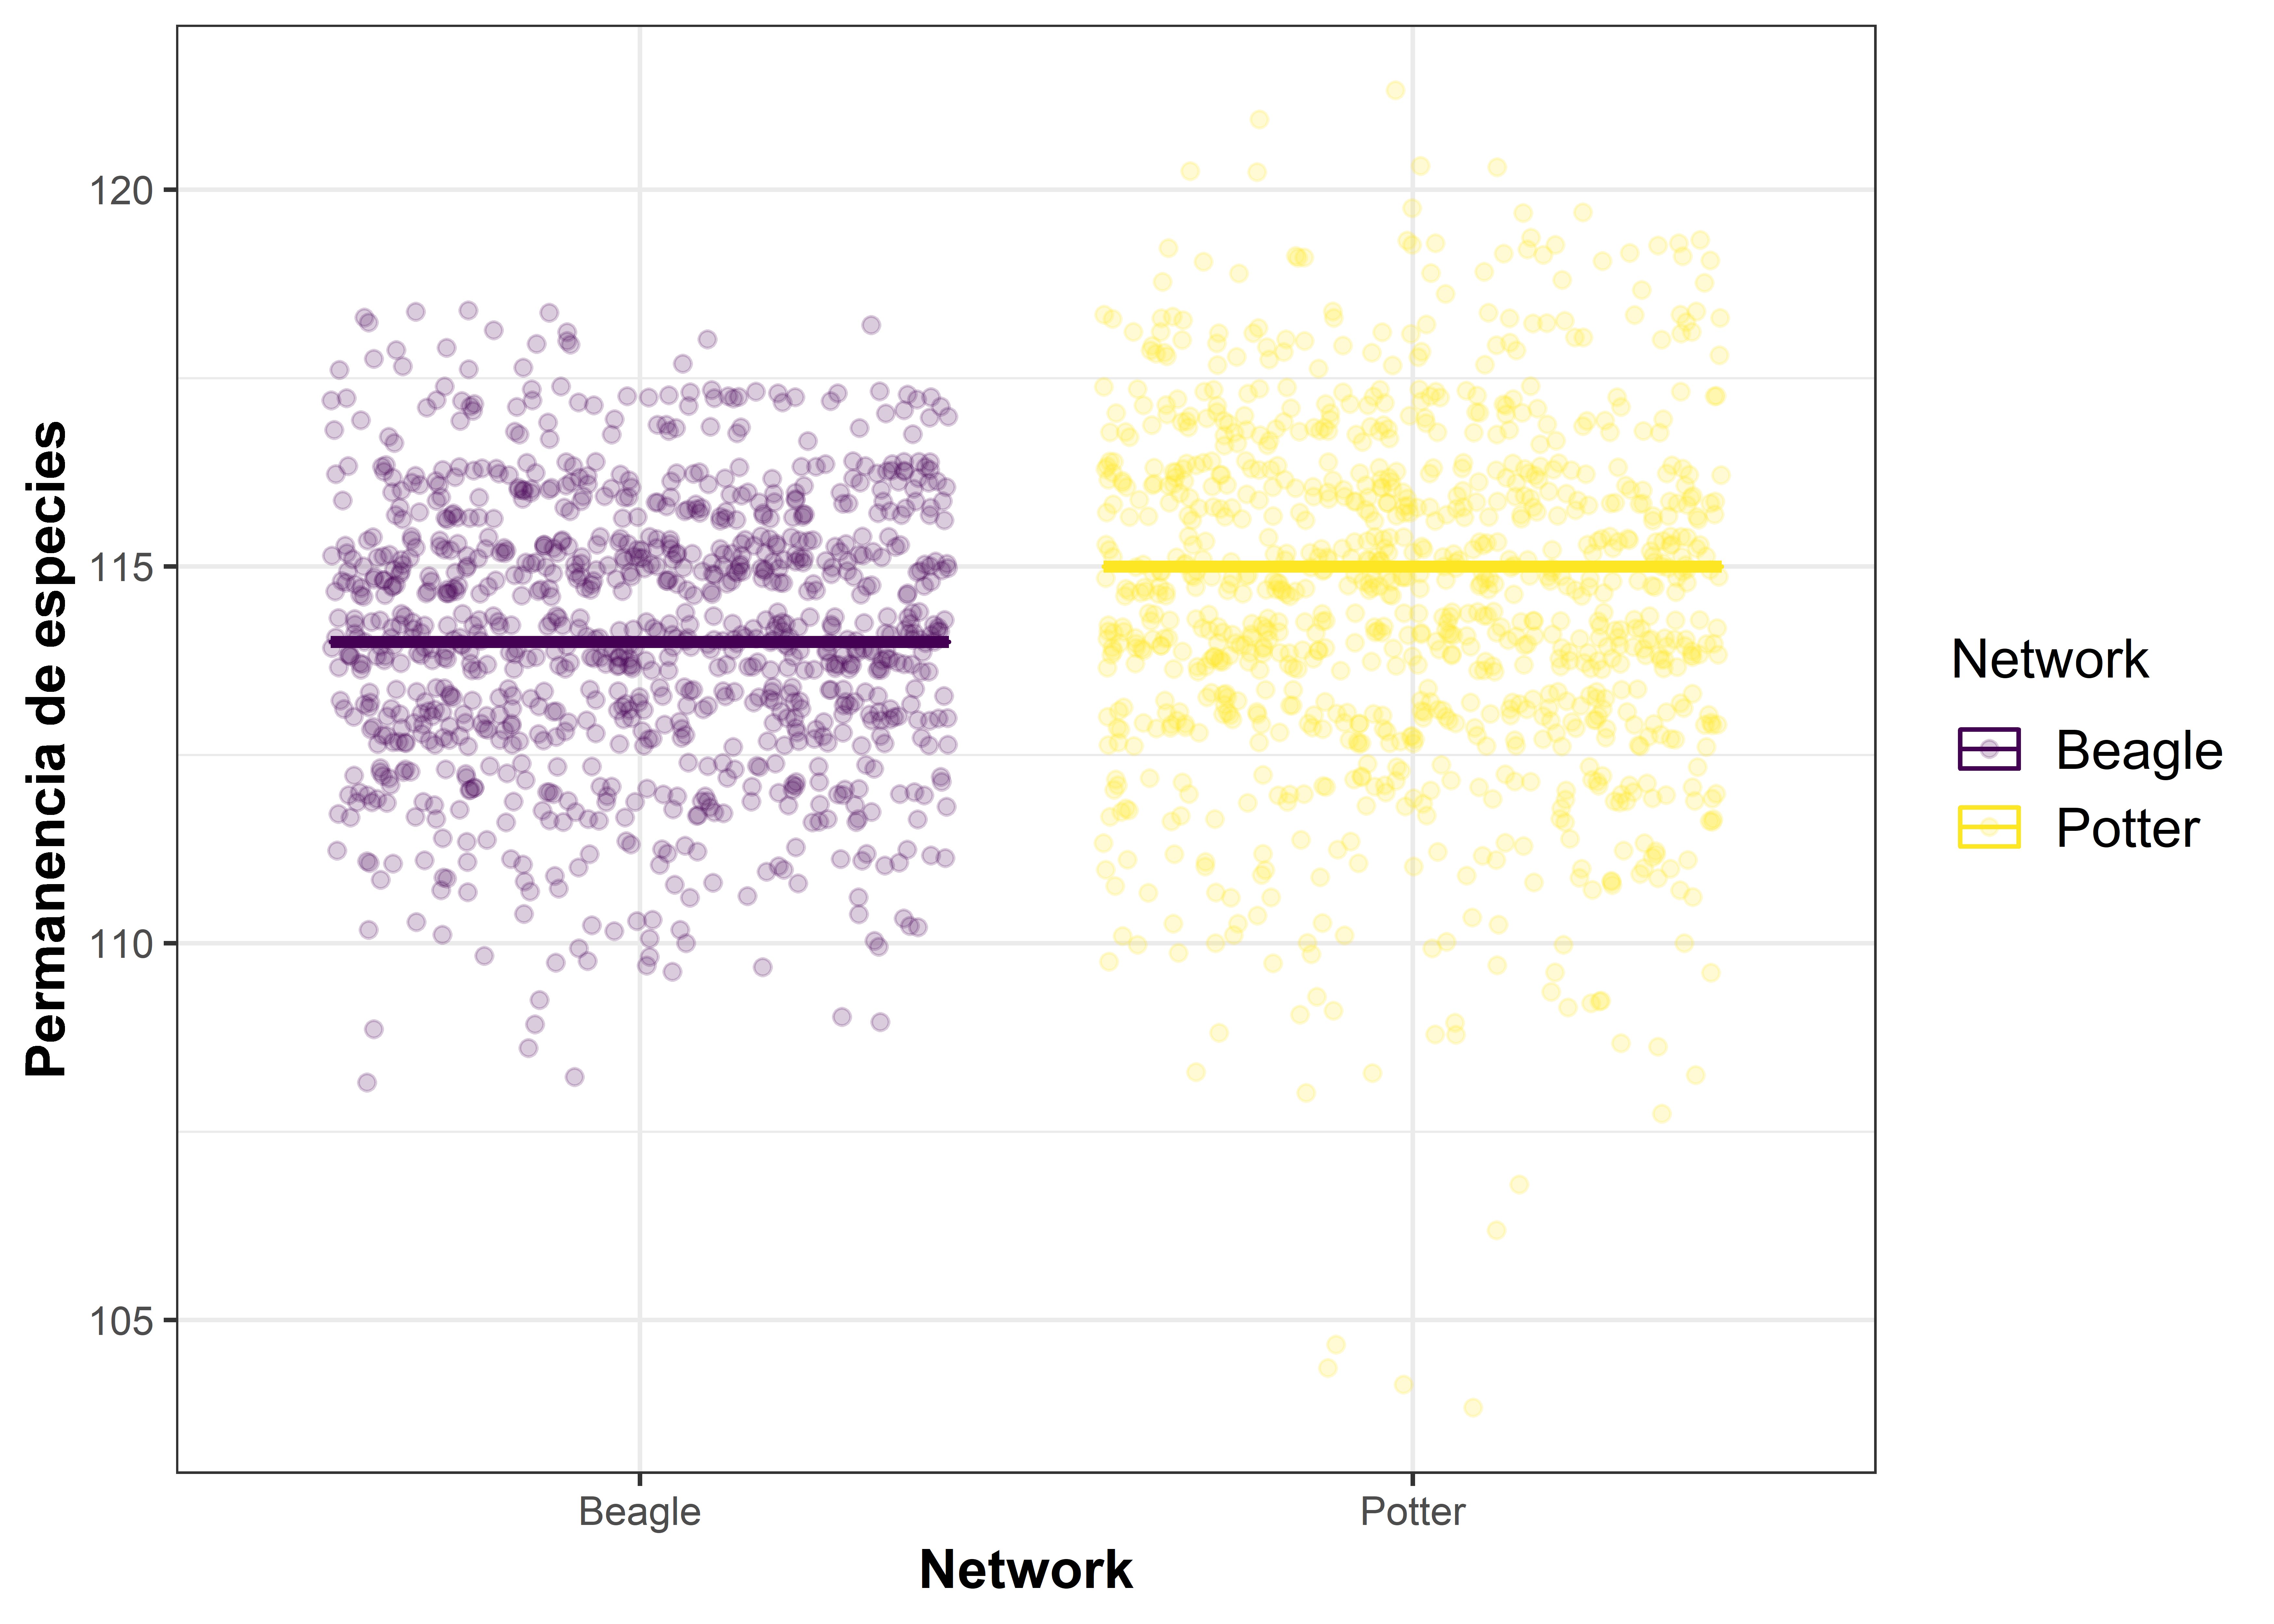 Permanencia de especies
120
115
110
105
Beagle
Potter
Network
Network
Beagle
Potter